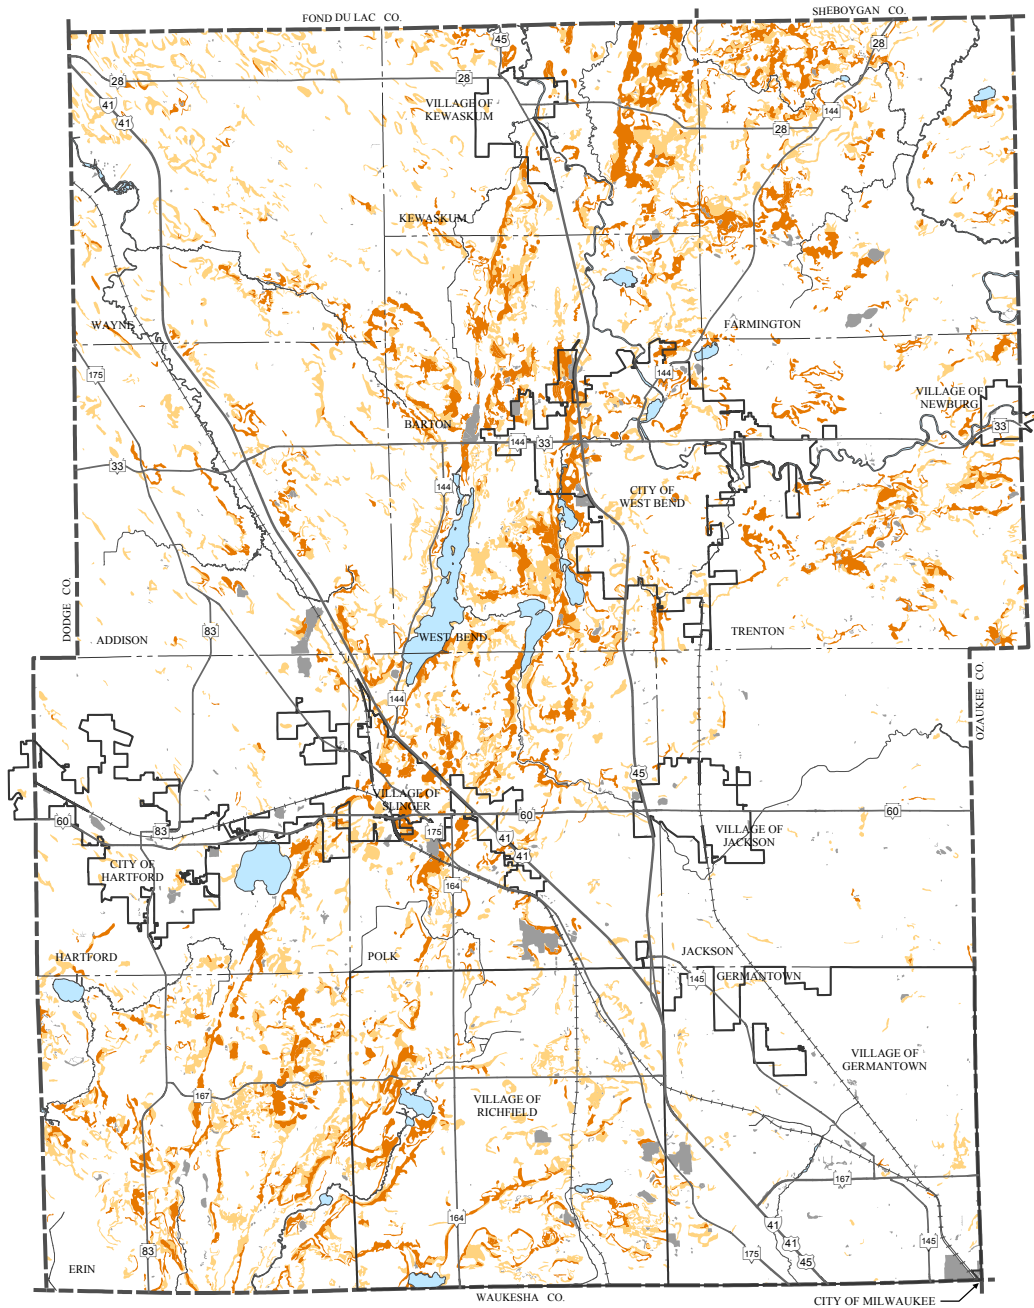 FOND DU LAC CO.
SHEBOYGAN CO.
45
28
28
28
41
41
VILLAGE OF
KEWASKUM
144
28
KEWASKUM
WAYNE
FARMINGTON
175
144
VILLAGE OF
NEWBURG
33
BARTON
144
33
33
144
CITY OF
WEST BEND
DODGE CO.
ADDISON
83
WEST BEND
TRENTON
OZAUKEE CO.
144
45
VILLAGE OF
SLINGER
60
83
175
60
60
41
41
VILLAGE OF
JACKSON
CITY OF
HARTFORD
164
HARTFORD
POLK
JACKSON
GERMANTOWN
145
VILLAGE OF
GERMANTOWN
167
VILLAGE OF
RICHFIELD
167
164
41
41
45
83
175
145
ERIN
WAUKESHA CO.
CITY OF MILWAUKEE